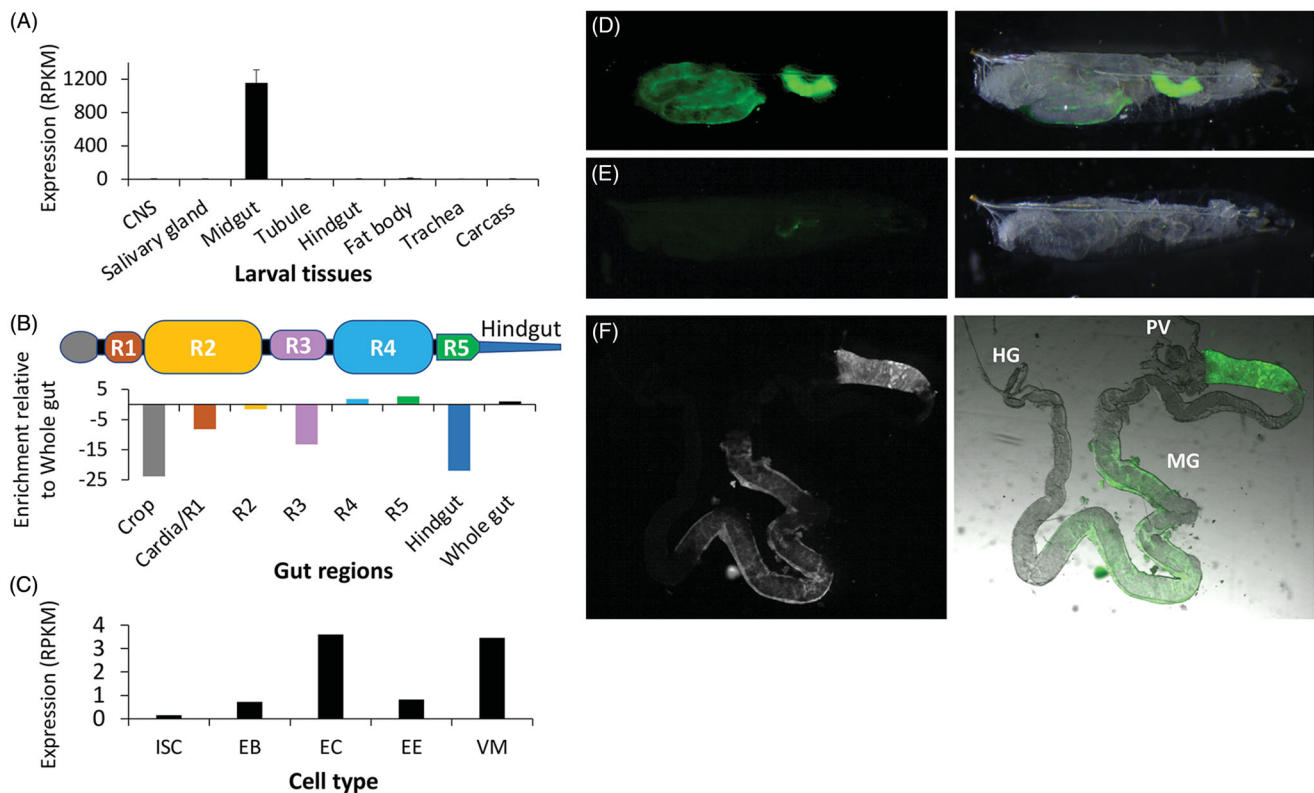 (A)
Expression (RPKM)
1200
800
400
0
CNS
Salivary gland
Midgut
Tubule
Hindgut
Fat body
Trachea
Carcass
Larval tissues
(B)
R1
R2
R3
R4
R5
Hindgut
Enrichment relative
to Whole gut
5
-5
-15
-25
Crop
Cardia/R1
R2
R3
R4
R5
Hindgut
Whole gut
Gut regions
(C)
Expression (RPKM)
4
3
2
1
0
ISC
EB
EC
EE
VM
Cell type
(D)
(E)
(F)
PV
HG
MG